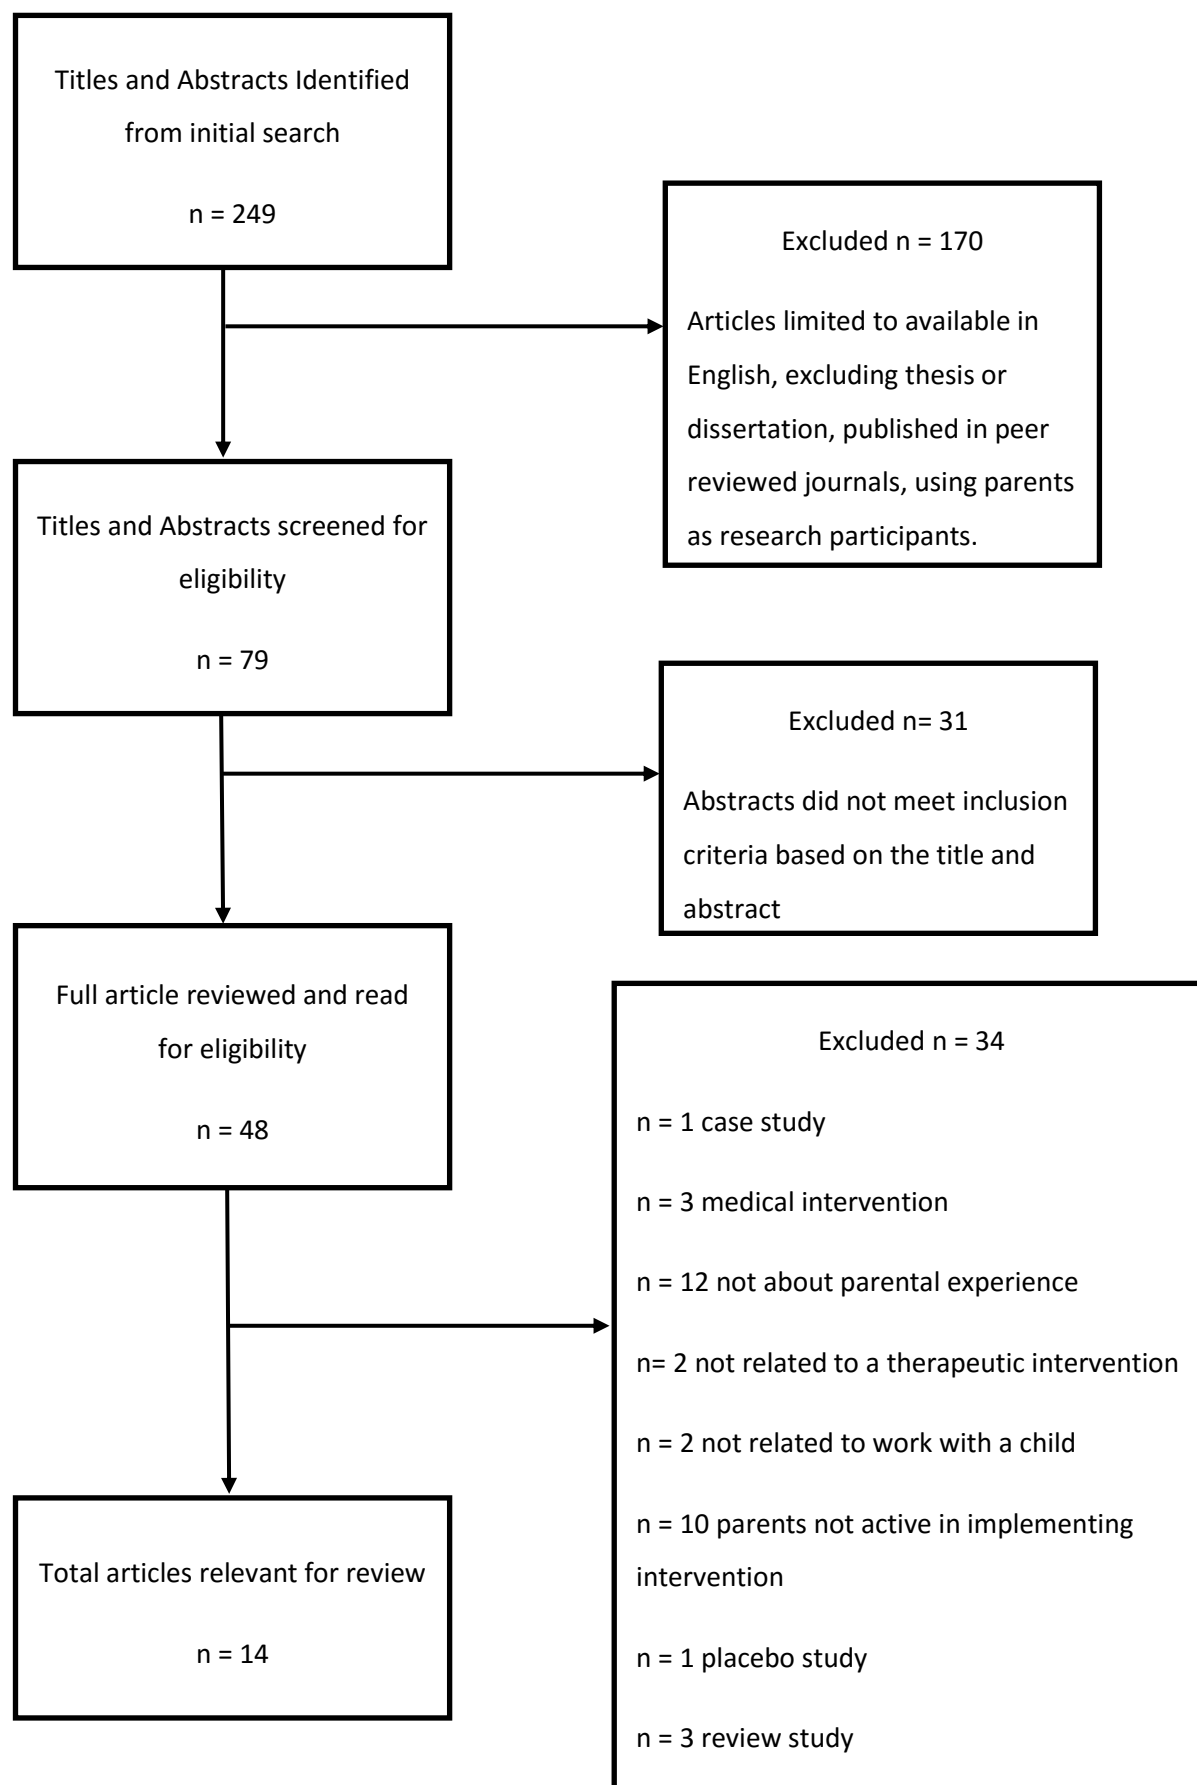 Titles and Abstracts Identified
from initial search
n = 249
Excluded n = 170
Articles limited to available in
English, excluding thesis or
dissertation, published in peer
reviewed journals, using parents
as research participants.
Titles and Abstracts screened for
eligibility
n = 79
Excluded n= 31
Abstracts did not meet inclusion
criteria based on the title and
abstract
Full article reviewed and read
for eligibility
n = 48
Excluded n = 34
n = 1 case study
n = 3 medical intervention
n = 12 not about parental experience
n= 2 not related to a therapeutic intervention
n = 2 not related to work with a child
n = 10 parents not active in implementing
intervention
n = 1 placebo study
n = 3 review study
Total articles relevant for review
n = 14